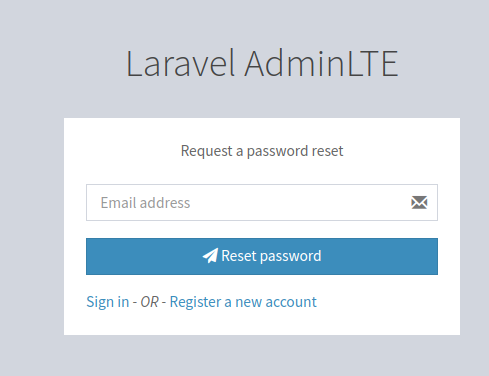 Laravel AdminLTE
Request a password reset
Email address
Reset password
Sign in - OR - Register a new account